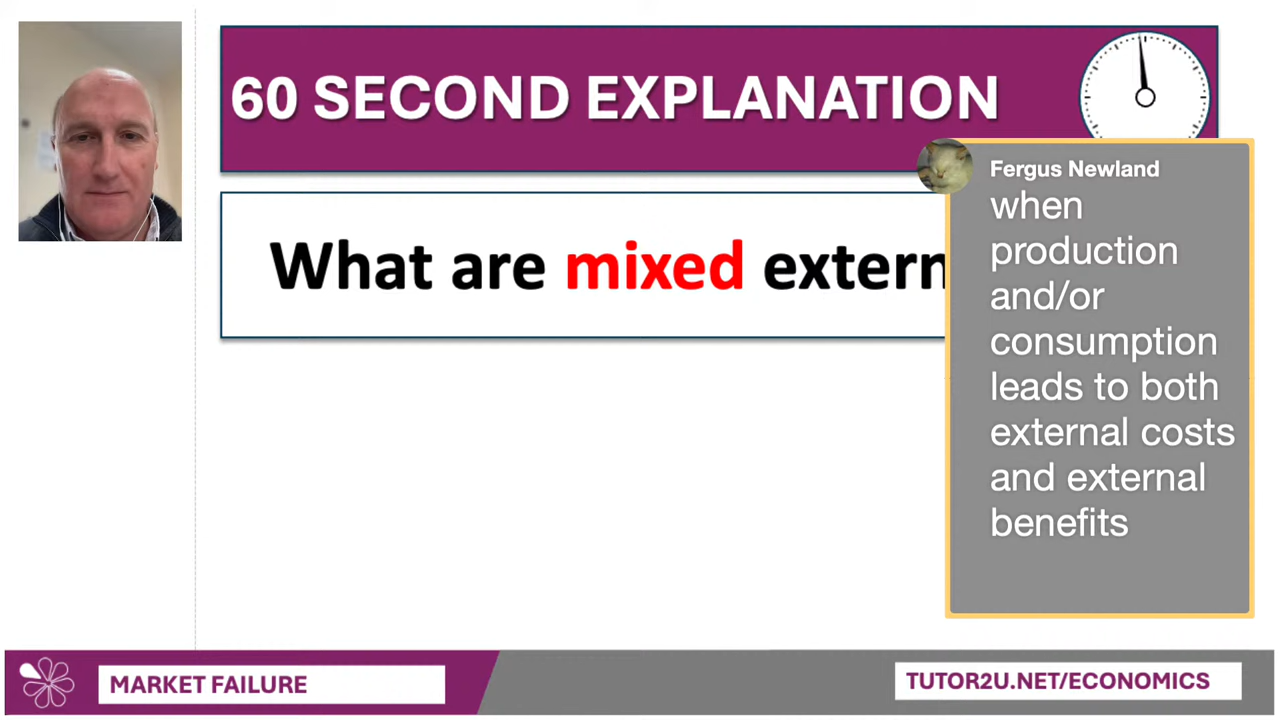 60 SECOND EXPLANATION
What are mixed extern
Fergus Newland
when
production
and/or
consumption
leads to both
external costs
and external
benefits
MARKET FAILURE
TUTOR2U.NET/ECONOMICS